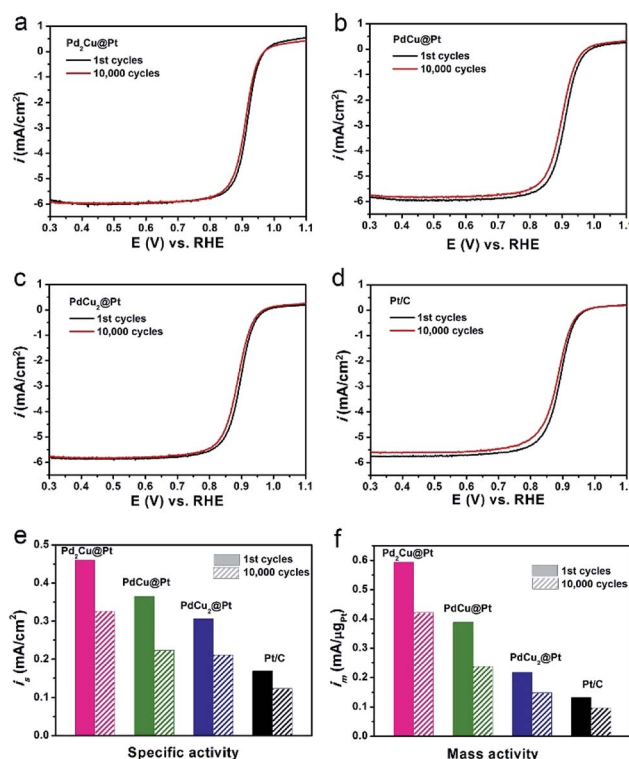 a
Pd₂Cu@Pt
1st cycles
10,000 cycles
i (mA/cm²)
1
0
-1
-2
-3
-4
-5
-6
0.3 0.4 0.5 0.6 0.7 0.8 0.9 1.0 1.1
E (V) vs. RHE
b
PdCu@Pt
1st cycles
10,000 cycles
i (mA/cm²)
1
0
-1
-2
-3
-4
-5
-6
0.3 0.4 0.5 0.6 0.7 0.8 0.9 1.0 1.1
E (V) vs. RHE
c
PdCu₂@Pt
1st cycles
10,000 cycles
i (mA/cm²)
1
0
-1
-2
-3
-4
-5
-6
0.3 0.4 0.5 0.6 0.7 0.8 0.9 1.0 1.1
E (V) vs. RHE
d
Pt/C
1st cycles
10,000 cycles
i (mA/cm²)
1
0
-1
-2
-3
-4
-5
-6
0.3 0.4 0.5 0.6 0.7 0.8 0.9 1.0 1.1
E (V) vs. RHE
e
0.5
0.4
0.3
0.2
0.1
0.0
iₛ (mA/cm²)
Pd₂Cu@Pt
PdCu@Pt
PdCu₂@Pt
Pt/C
1st cycles
10,000 cycles
Specific activity
f
0.6
0.5
0.4
0.3
0.2
0.1
0.0
iₘ (mA/μgPt)
Pd₂Cu@Pt
PdCu@Pt
PdCu₂@Pt
Pt/C
1st cycles
10,000 cycles
Mass activity